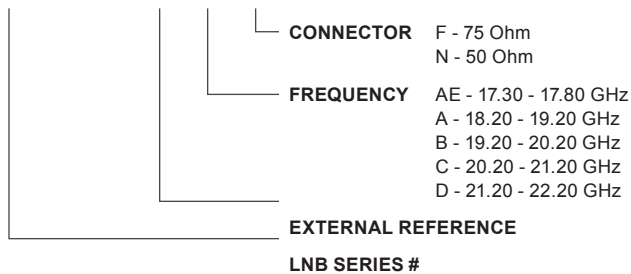 CONNECTOR F - 75 Ohm
N - 50 Ohm
FREQUENCY AE - 17.30 - 17.80 GHz
A - 18.20 - 19.20 GHz
B - 19.20 - 20.20 GHz
C - 20.20 - 21.20 GHz
D - 21.20 - 22.20 GHz
EXTERNAL REFERENCE
LNB SERIES #